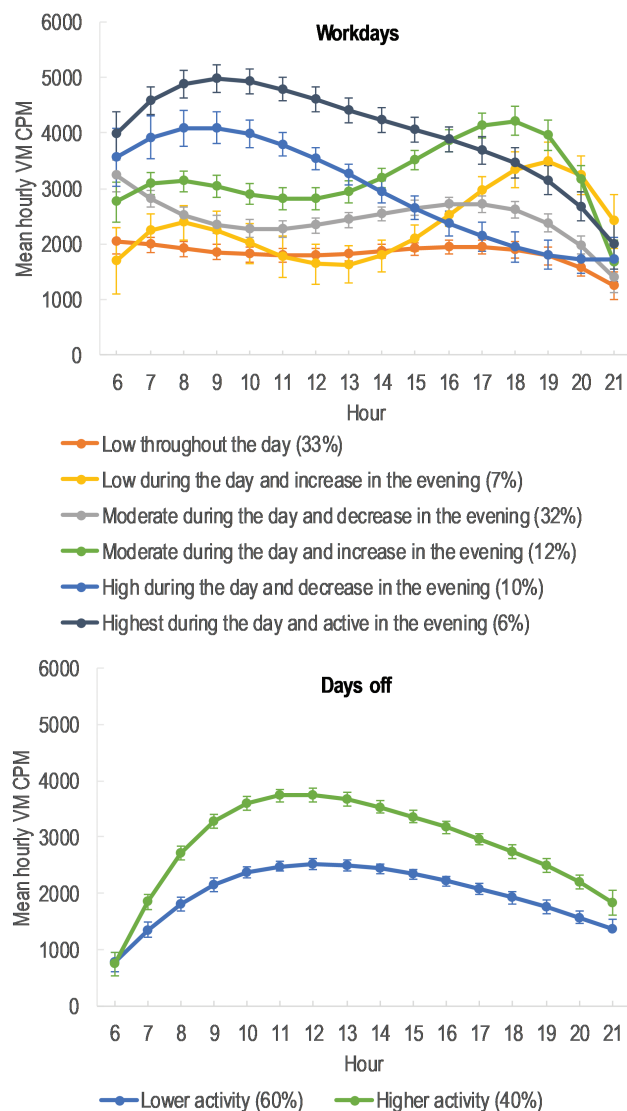 Workdays
Mean hourly VM CPM
6000
5000
4000
3000
2000
1000
0
6 7 8 9 10 11 12 13 14 15 16 17 18 19 20 21
Hour
Low throughout the day (33%)
Low during the day and increase in the evening (7%)
Moderate during the day and decrease in the evening (32%)
Moderate during the day and increase in the evening (12%)
High during the day and decrease in the evening (10%)
Highest during the day and active in the evening (6%)
Days off
Mean hourly VM CPM
6000
5000
4000
3000
2000
1000
0
6 7 8 9 10 11 12 13 14 15 16 17 18 19 20 21
Hour
Lower activity (60%) Higher activity (40%)